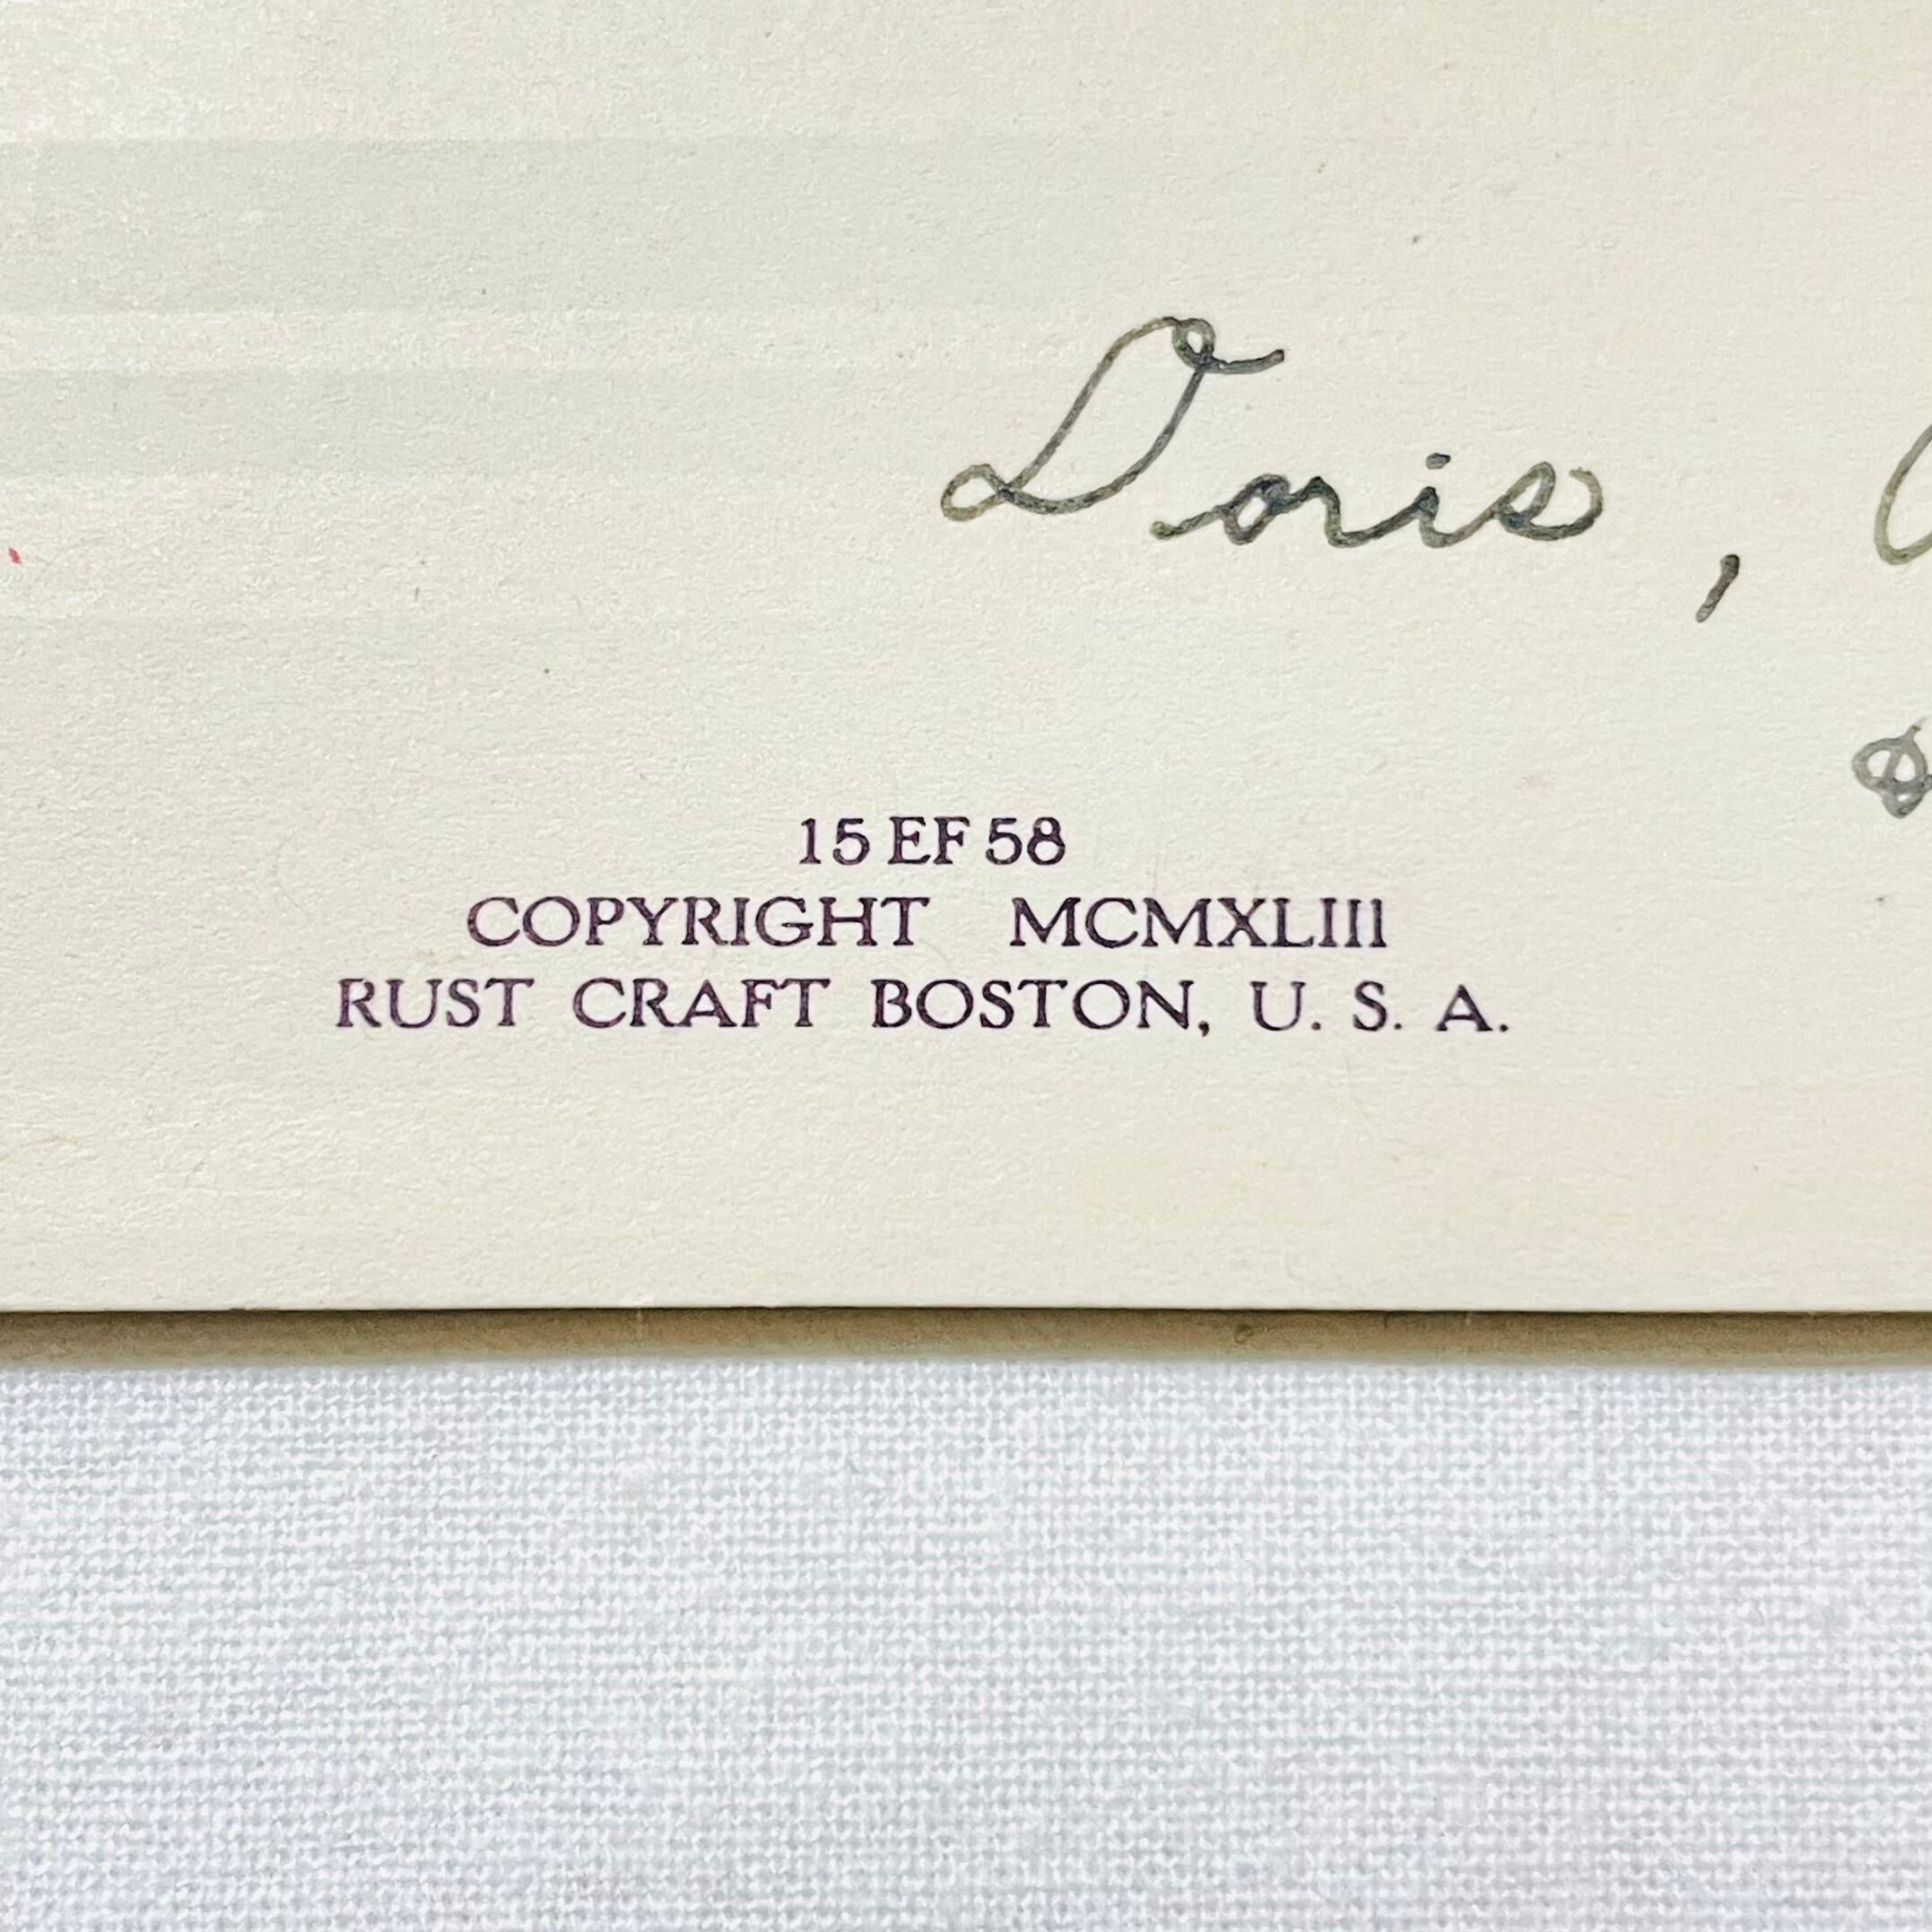 Doris,
15 EF 58
COPYRIGHT MCMXLIII
RUST CRAFT BOSTON, U. S. A.